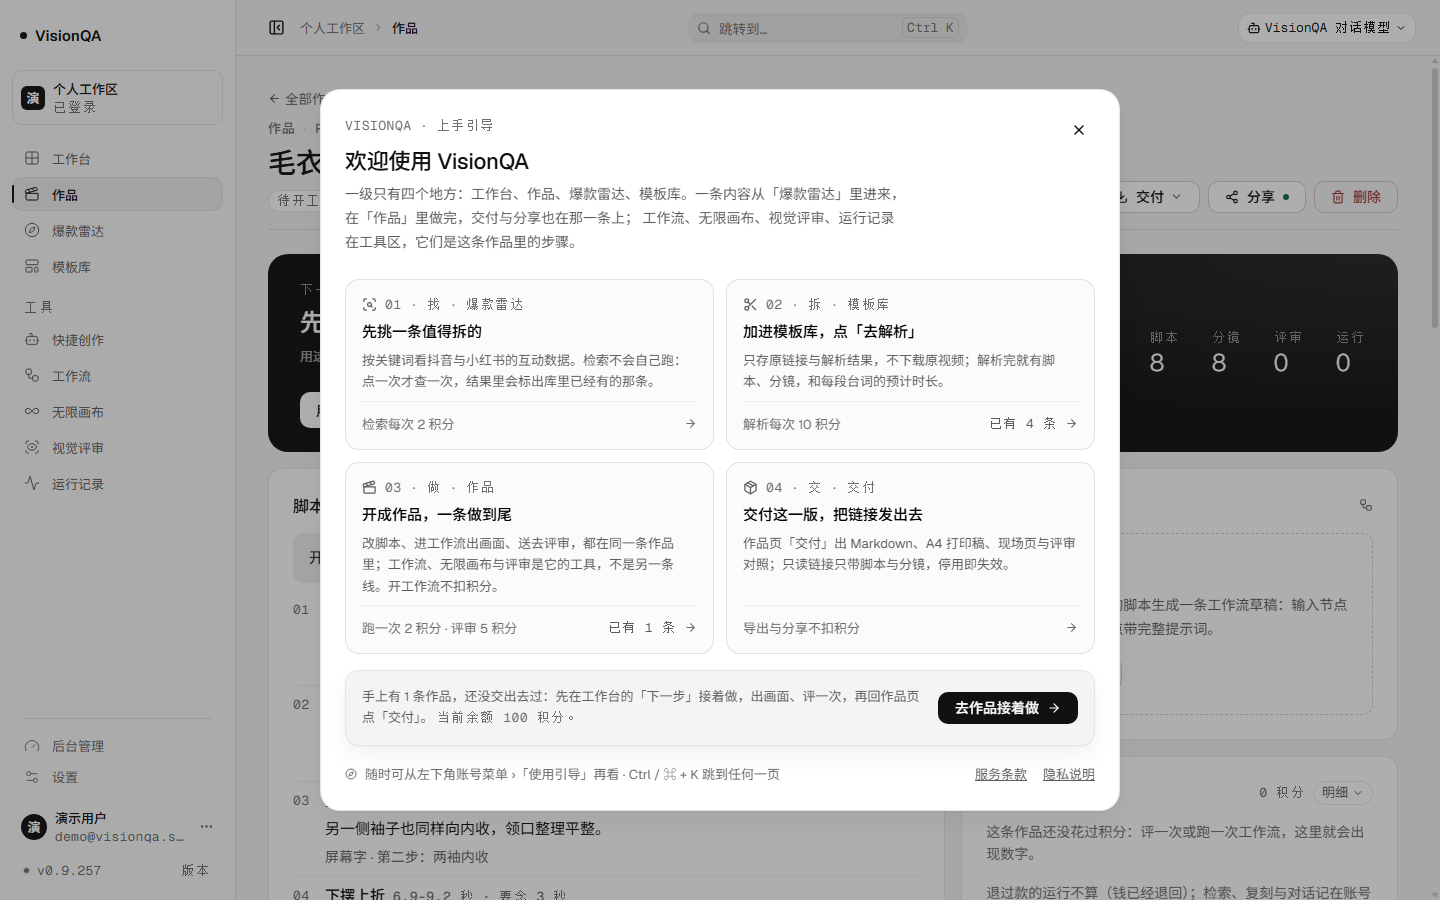 VisionQA
个人工作区
作品
跳转到...
Ctrl K
VisionQA 对话模型
演
个人工作区
已登录
工作台
作品
爆款雷达
模板库
工具
快捷创作
工作流
无限画布
视觉评审
运行记录
后台管理
设置
演
演示用户
demo@visionqa.s…
v0.9.257
版本
全部作
作品
毛衣
待开工
交付
分享
删除
脚本
分镜
评审
运行
8
8
0
0
VISIONQA · 上手引导
欢迎使用 VisionQA
一级只有四个地方：工作台、作品、爆款雷达、模板库。一条内容从「爆款雷达」里进来，
在「作品」里做完，交付与分享也在那一条上； 工作流、无限画布、视觉评审、运行记录
在工具区，它们是这条作品里的步骤。
01 · 找 · 爆款雷达
先挑一条值得拆的
按关键词看抖音与小红书的互动数据。检索不会自己跑：
点一次才查一次，结果里会标出库里已经有的那条。
检索每次 2 积分
02 · 拆 · 模板库
加进模板库，点「去解析」
只存原链接与解析结果，不下载原视频；解析完就有脚
本、分镜，和每段台词的预计时长。
解析每次 10 积分
已有 4 条
03 · 做 · 作品
开成作品，一条做到尾
改脚本、进工作流出画面、送去评审，都在同一条作品
里；工作流、无限画布与评审是它的工具，不是另一条
线。开工作流不扣积分。
跑一次 2 积分 · 评审 5 积分
已有 1 条
04 · 交 · 交付
交付这一版，把链接发出去
作品页「交付」出 Markdown、A4 打印稿、现场页与评审
对照；只读链接只带脚本与分镜，停用即失效。
导出与分享不扣积分
手上有 1 条作品，还没交出去过：先在工作台的「下一步」接着做，出画面、评一次，再回作品页
点「交付」。 当前余额 100 积分。
去作品接着做
随时可从左下角账号菜单 ›「使用引导」再看 · Ctrl / ⌘ + K 跳到任何一页
服务条款
隐私说明
脚本
01
02
03
另一侧袖子也同样向内收，领口整理平整。
屏幕字 · 第二步：两袖内收
04
下摆上折 6.9–9.2 秒 · 要念 3 秒
脚本生成一条工作流草稿：输入节点
带完整提示词。
0 积分
明细
这条作品还没花过积分：评一次或跑一次工作流，这里就会出
现数字。
退过款的运行不算（钱已经退回）；检索、复刻与对话记在账号